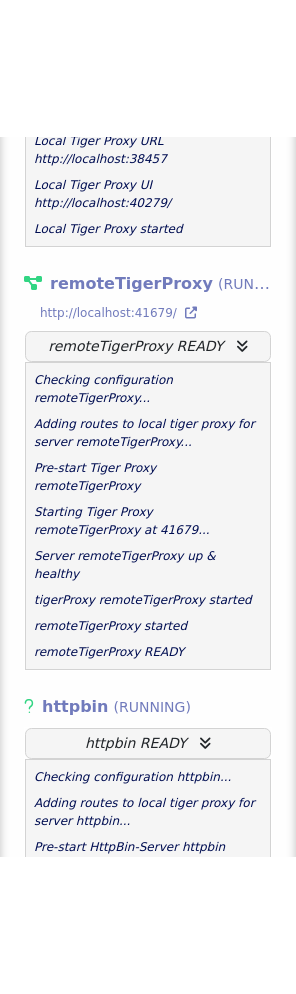 Local Tiger Proxy URL
http://localhost:38457
Local Tiger Proxy UI
http://localhost:40279/
Local Tiger Proxy started
remoteTigerProxy (RUN...
http://localhost:41679/
remoteTigerProxy READY
Checking configuration
remoteTigerProxy...
Adding routes to local tiger proxy for
server remoteTigerProxy...
Pre-start Tiger Proxy
remoteTigerProxy
Starting Tiger Proxy
remoteTigerProxy at 41679...
Server remoteTigerProxy up &
healthy
tigerProxy remoteTigerProxy started
remoteTigerProxy started
remoteTigerProxy READY
httpbin (RUNNING)
httpbin READY
Checking configuration httpbin...
Adding routes to local tiger proxy for
server httpbin...
Pre-start HttpBin-Server httpbin